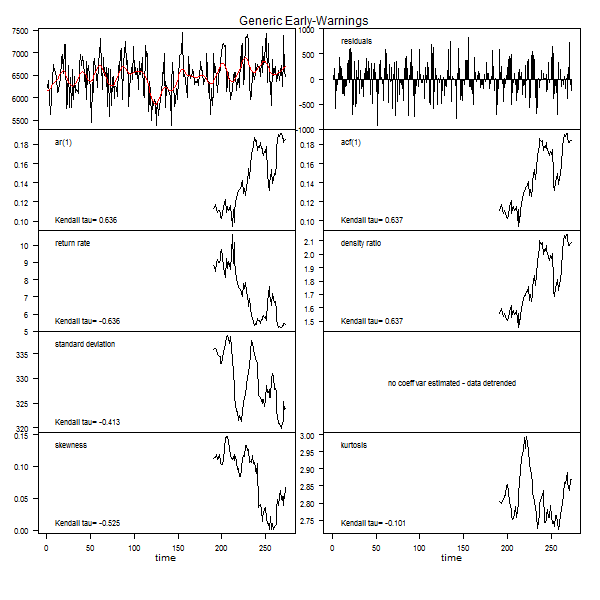 Generic Early-Warnings
7500
7000
6500
6000
5500
1000
500
0
-500
-1000
residuals
0.18
0.16
0.14
0.12
0.10
ar(1)
Kendall tau= 0.636
0.18
0.16
0.14
0.12
0.10
acf(1)
Kendall tau= 0.637
10
9
8
7
6
5
return rate
Kendall tau= -0.636
2.1
2.0
1.9
1.8
1.7
1.6
1.5
density ratio
Kendall tau= 0.637
335
330
325
320
standard deviation
Kendall tau= -0.413
no coeff var estimated - data detrended
0.15
0.10
0.05
0.00
skewness
Kendall tau= -0.525
3.00
2.95
2.90
2.85
2.80
2.75
kurtosis
Kendall tau= -0.101
0 50 100 150 200 250
time
0 50 100 150 200 250
time